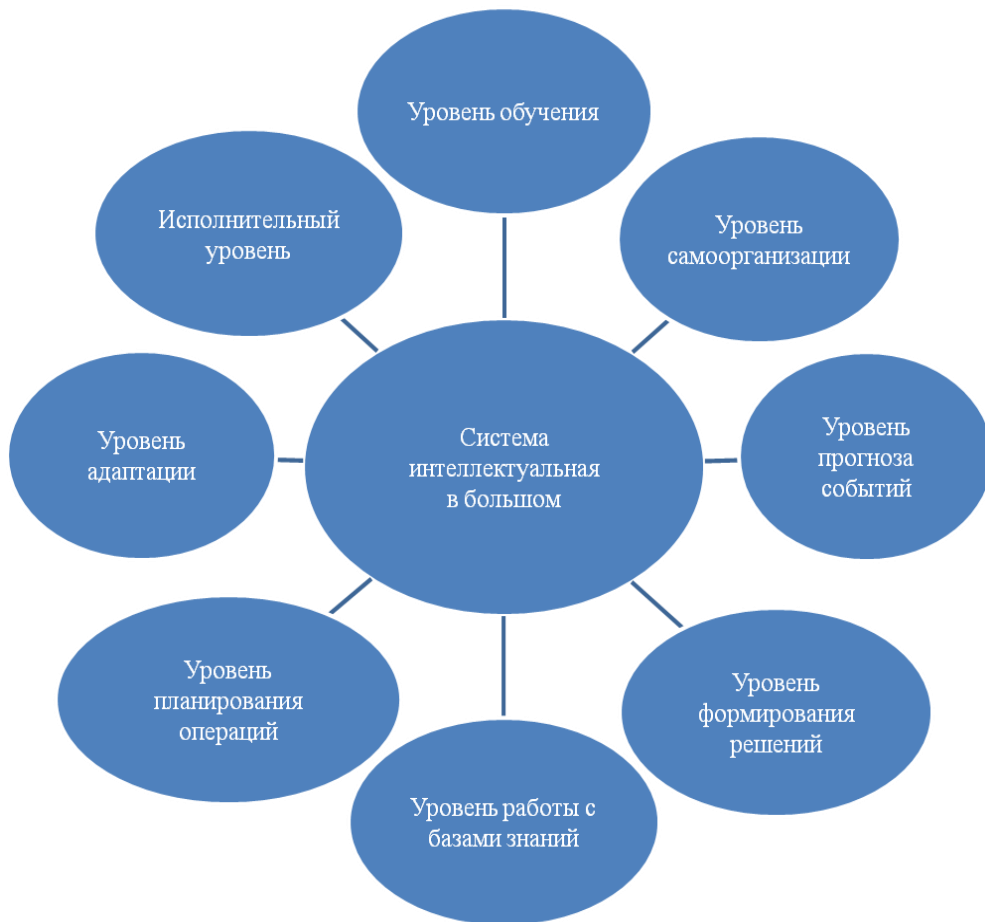 Уровень обучения
Исполнительный
уровень
Уровень
самоорганизации
Уровень
адаптации
Система
интеллектуальная
в большом
Уровень
прогноза
событий
Уровень
планирования
операций
Уровень
формирования
решений
Уровень работы с
базами знаний